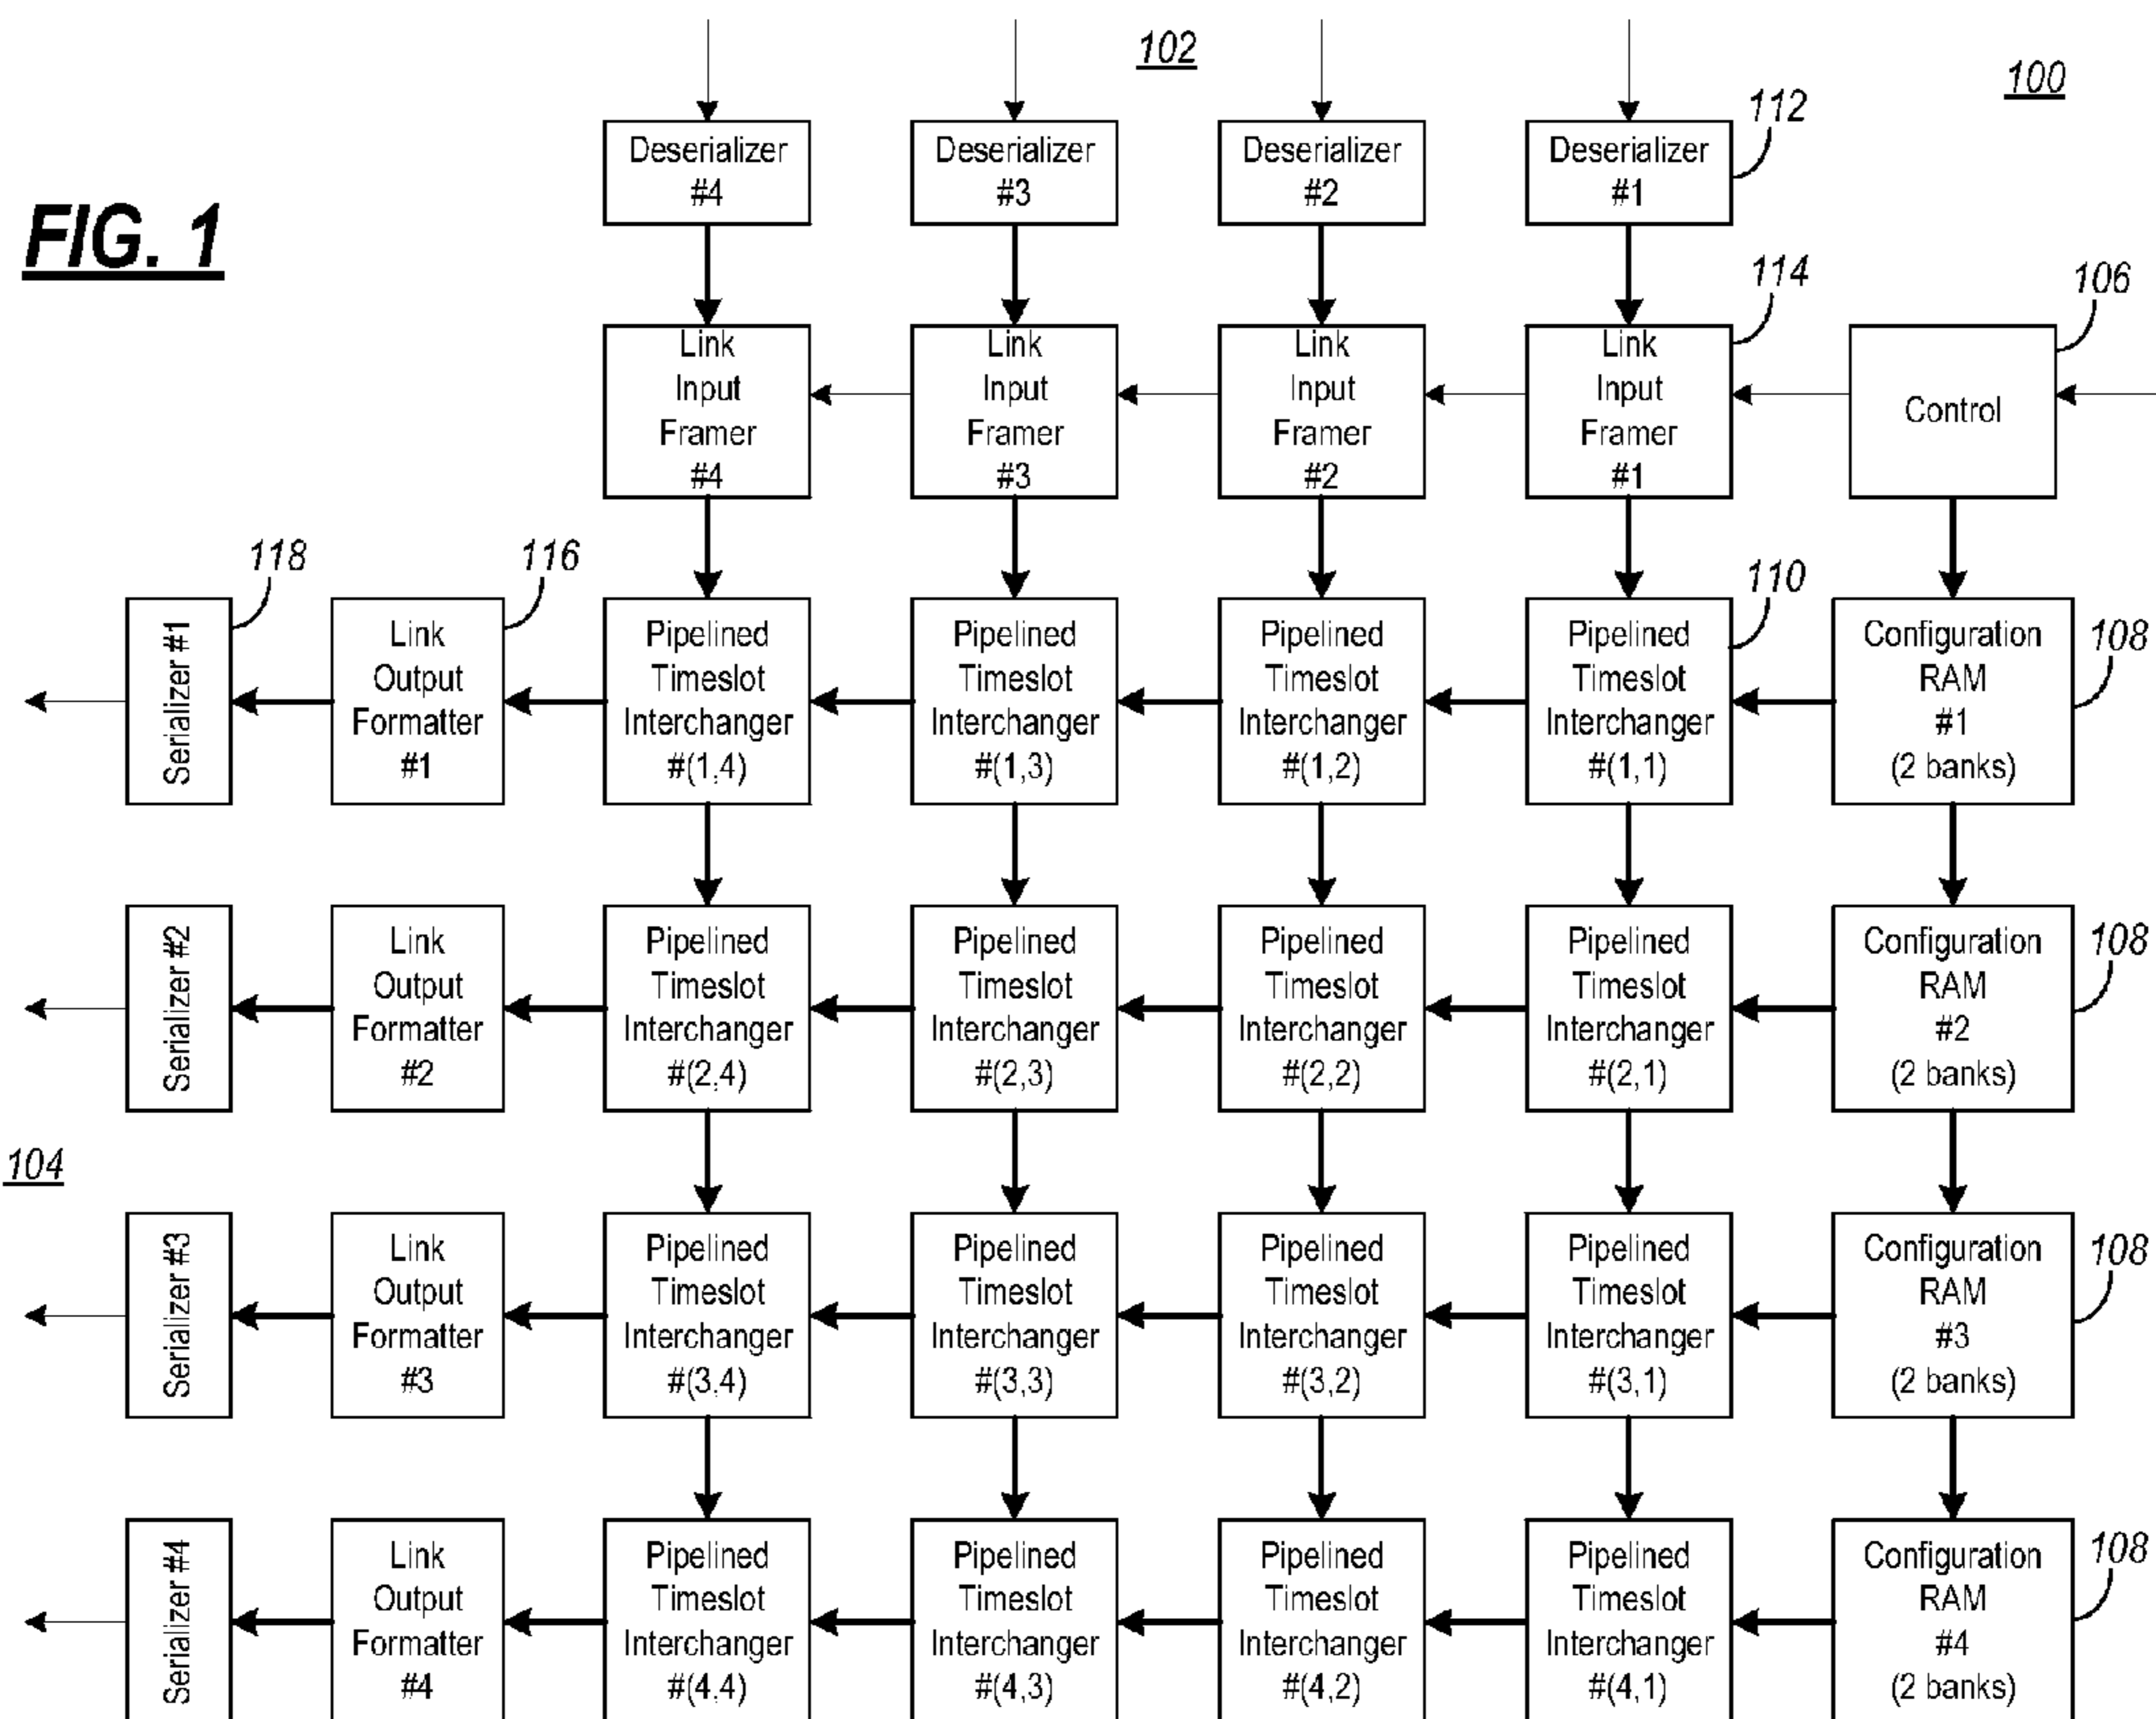 102
100
112
Deserializer
#4
Deserializer
#3
Deserializer
#2
Deserializer
#1
FIG. 1
114
106
Link
Input
Framer
#4
Link
Input
Framer
#3
Link
Input
Framer
#2
Link
Input
Framer
#1
Control
118
116
110
108
Serializer #1
Link
Output
Formatter
#1
Pipelined
Timeslot
Interchanger
#(1,4)
Pipelined
Timeslot
Interchanger
#(1,3)
Pipelined
Timeslot
Interchanger
#(1,2)
Pipelined
Timeslot
Interchanger
#(1,1)
Configuration
RAM
#1
(2 banks)
108
Serializer #2
Link
Output
Formatter
#2
Pipelined
Timeslot
Interchanger
#(2,4)
Pipelined
Timeslot
Interchanger
#(2,3)
Pipelined
Timeslot
Interchanger
#(2,2)
Pipelined
Timeslot
Interchanger
#(2,1)
Configuration
RAM
#2
(2 banks)
104
108
Serializer #3
Link
Output
Formatter
#3
Pipelined
Timeslot
Interchanger
#(3,4)
Pipelined
Timeslot
Interchanger
#(3,3)
Pipelined
Timeslot
Interchanger
#(3,2)
Pipelined
Timeslot
Interchanger
#(3,1)
Configuration
RAM
#3
(2 banks)
108
Serializer #4
Link
Output
Formatter
#4
Pipelined
Timeslot
Interchanger
#(4,4)
Pipelined
Timeslot
Interchanger
#(4,3)
Pipelined
Timeslot
Interchanger
#(4,2)
Pipelined
Timeslot
Interchanger
#(4,1)
Configuration
RAM
#4
(2 banks)